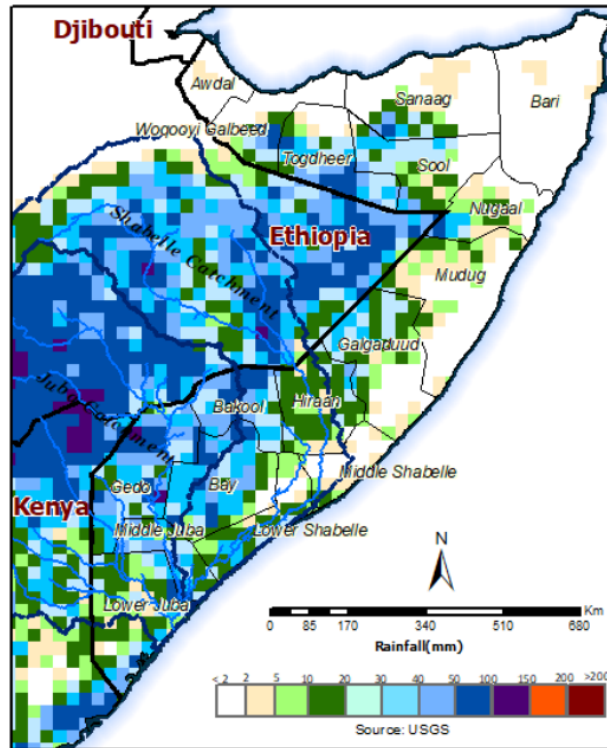 Djibouti
Awdal
Sanaag
Bari
Woqooyi Galbeed
Togdheer
Sool
Nugaal
Shabelle Catchment
Ethiopia
Mudug
Galgaduud
Juba Catchment
Bakool
Hiraan
Gedo
Bay
Middle Shabelle
Kenya
Middle Juba
Lower Shabelle
Lower Juba
N
Km
0 85 170 340 510 680
Rainfall(mm)
< 2 2 5 10 20 30 40 50 100 150 200 >200
Source: USGS